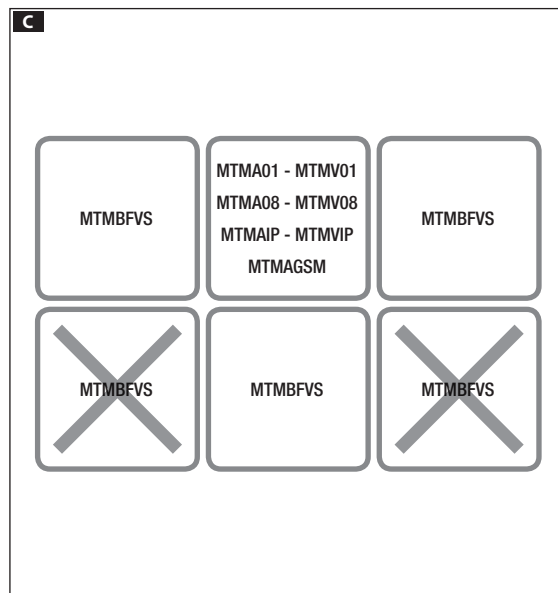 C
MTMBFVS
MTMA01 - MTMV01
MTMA08 - MTMV08
MTMAIP - MTMVIP
MTMAGSM
MTMBFVS
MTMBFVS
MTMBFVS
MTMBFVS